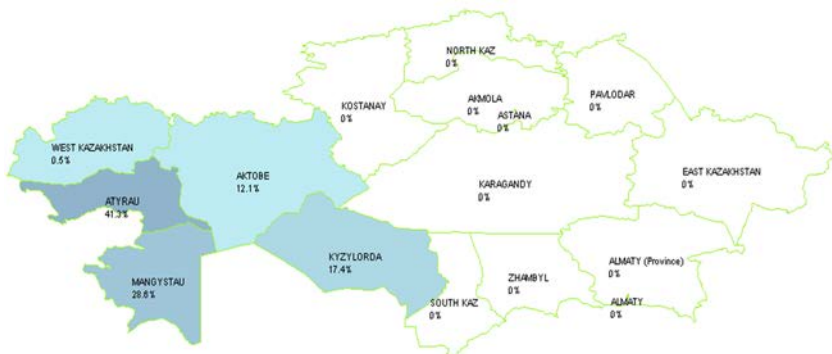 NORTH KAZ
0%
KOSTANAY
0%
AKMOLA
0%
ASTANA
0%
PAVLODAR
0%
WEST KAZAKHSTAN
0.5%
AKTOBE
12.1%
KARAGANDY
0%
EAST KAZAKHSTAN
0%
ATYRAU
41.3%
MANGYSTAU
28.6%
KYZYLORDA
17.4%
SOUTH KAZ
0%
ZHAMBYL
0%
ALMATY (Province)
0%
ALMATY
0%